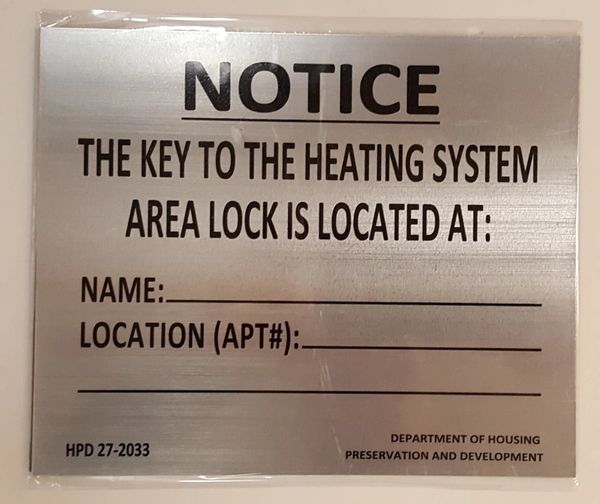 NOTICE
THE KEY TO THE HEATING SYSTEM
AREA LOCK IS LOCATED AT:
NAME:
LOCATION (APT#):
HPD 27-2033
DEPARTMENT OF HOUSING
PRESERVATION AND DEVELOPMENT